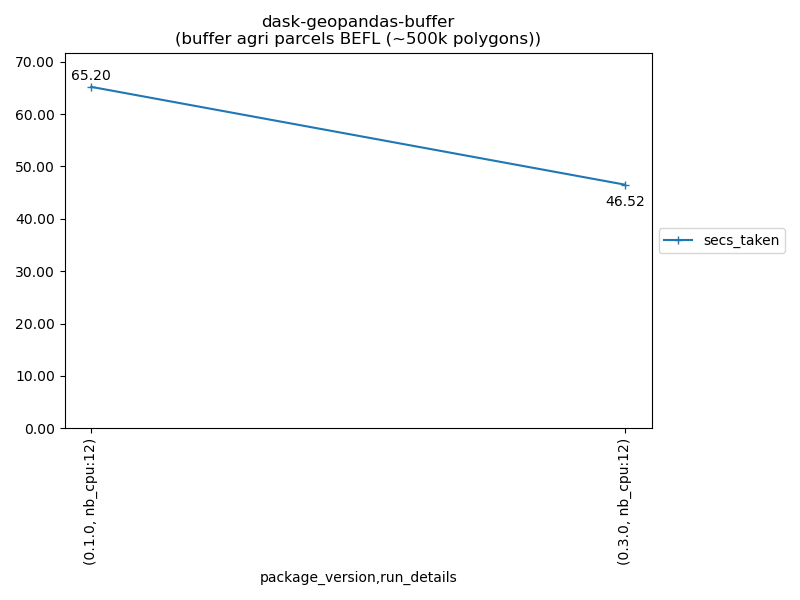 dask-geopandas-buffer
(buffer agri parcels BEFL (~500k polygons))
70.00
60.00
50.00
40.00
30.00
20.00
10.00
0.00
65.20
46.52
secs_taken
(0.1.0, nb_cpu:12)
(0.3.0, nb_cpu:12)
package_version,run_details